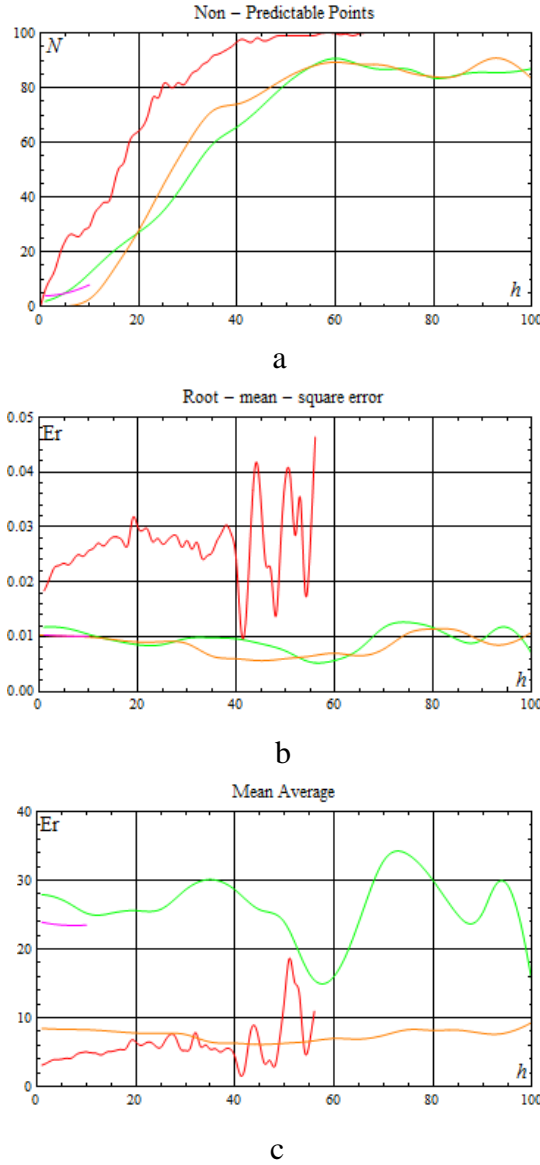 Non − Predictable Points
100
N
80
60
40
20
0
h
0 20 40 60 80 100
a
Root − mean − square error
0.05
Er
0.04
0.03
0.02
0.01
0.00
h
0 20 40 60 80 100
b
Mean Average
40
Er
30
20
10
0
h
0 20 40 60 80 100
c